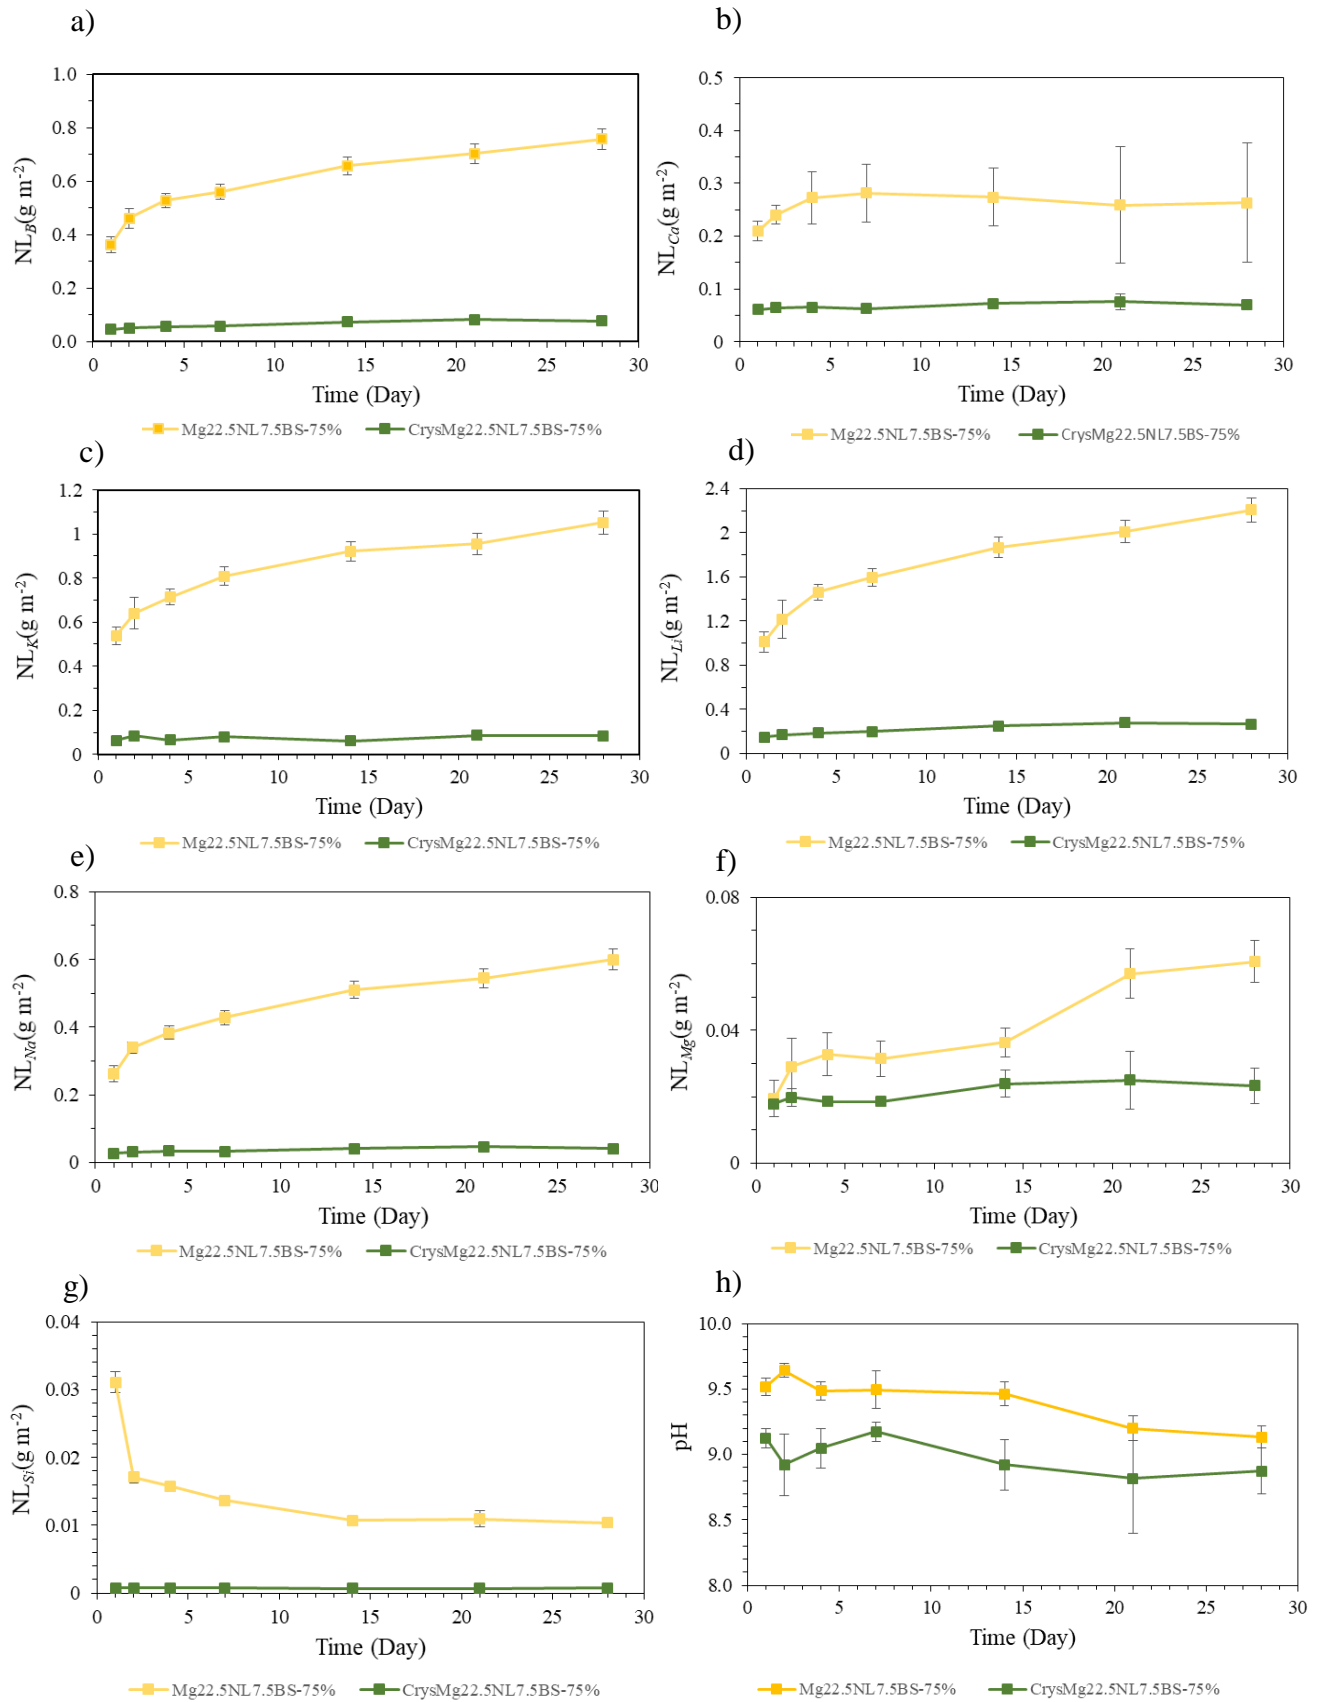 a)
1.0
0.8
0.6
0.4
0.2
0.0
NL_B(g m⁻²)
0 5 10 15 20 25 30
Time (Day)
Mg22.5NL7.5BS-75% CrysMg22.5NL7.5BS-75%
b)
0.5
0.4
0.3
0.2
0.1
0
NL_Ca(g m⁻²)
0 5 10 15 20 25 30
Time (Day)
Mg22.5NL7.5BS-75% CrysMg22.5NL7.5BS-75%
c)
1.2
1
0.8
0.6
0.4
0.2
0
NL_K(g m⁻²)
0 5 10 15 20 25 30
Time (Day)
Mg22.5NL7.5BS-75% CrysMg22.5NL7.5BS-75%
d)
2.4
2
1.6
1.2
0.8
0.4
0
NL_Li(g m⁻²)
0 5 10 15 20 25 30
Time (Day)
Mg22.5NL7.5BS-75% CrysMg22.5NL7.5BS-75%
e)
0.8
0.6
0.4
0.2
0
NL_Na(g m⁻²)
0 5 10 15 20 25 30
Time (Day)
Mg22.5NL7.5BS-75% CrysMg22.5NL7.5BS-75%
f)
0.08
0.04
0
NL_Mg(g m⁻²)
0 5 10 15 20 25 30
Time (Day)
Mg22.5NL7.5BS-75% CrysMg22.5NL7.5BS-75%
g)
0.04
0.03
0.02
0.01
0
NL_Si(g m⁻²)
0 5 10 15 20 25 30
Time (Day)
Mg22.5NL7.5BS-75% CrysMg22.5NL7.5BS-75%
h)
10.0
9.5
9.0
8.5
8.0
pH
0 5 10 15 20 25 30
Time (Day)
Mg22.5NL7.5BS-75% CrysMg22.5NL7.5BS-75%